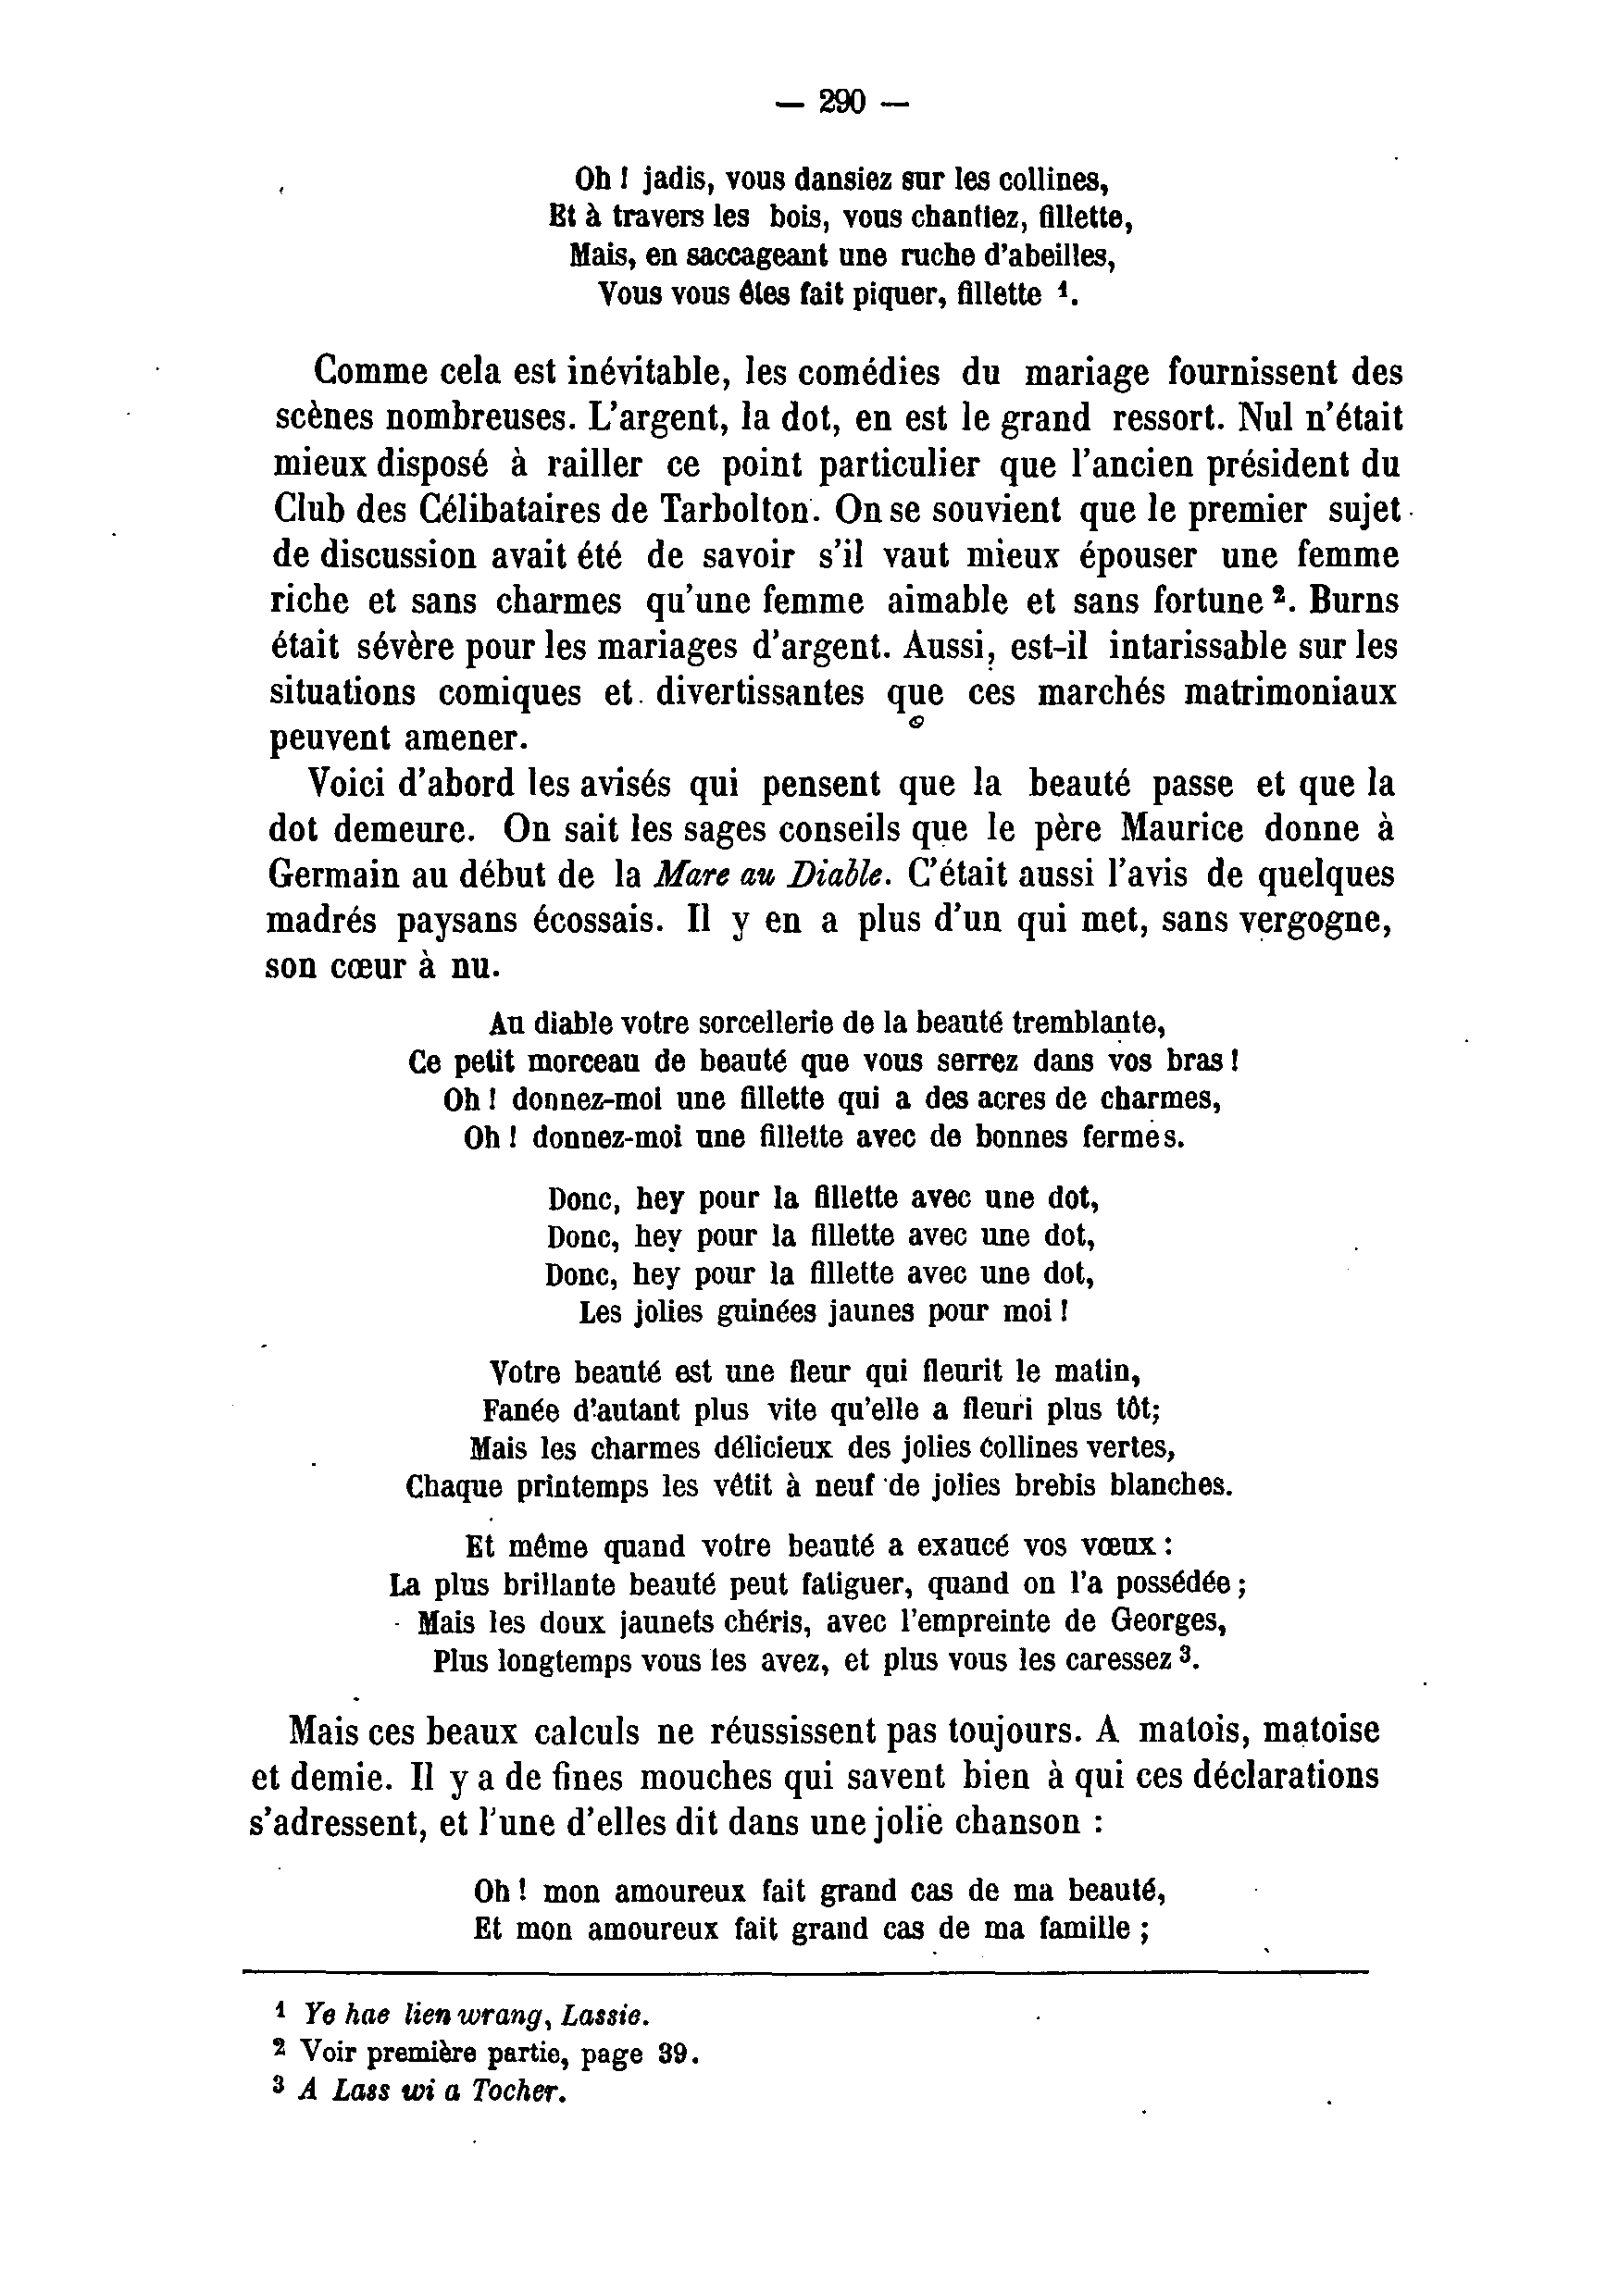 — 290 —
Oh ! jadis, vous dansiez sur les collines,
Et à travers les bois, vous chantiez, fillette,
Mais, en saccageant une ruche d'abeilles,
Vous vous êtes fait piquer, fillette ¹.
Comme cela est inévitable, les comédies du mariage fournissent des
scènes nombreuses. L'argent, la dot, en est le grand ressort. Nul n'était
mieux disposé à railler ce point particulier que l'ancien président du
Club des Célibataires de Tarbolton. On se souvient que le premier sujet
de discussion avait été de savoir s'il vaut mieux épouser une femme
riche et sans charmes qu'une femme aimable et sans fortune ². Burns
était sévère pour les mariages d'argent. Aussi, est-il intarissable sur les
situations comiques et divertissantes que ces marchés matrimoniaux
peuvent amener.
Voici d'abord les avisés qui pensent que la beauté passe et que la
dot demeure. On sait les sages conseils que le père Maurice donne à
Germain au début de la Mare au Diable. C'était aussi l'avis de quelques
madrés paysans écossais. Il y en a plus d'un qui met, sans vergogne,
son cœur à nu.
Au diable votre sorcellerie de la beauté tremblante,
Ce petit morceau de beauté que vous serrez dans vos bras !
Oh ! donnez-moi une fillette qui a des acres de charmes,
Oh ! donnez-moi une fillette avec de bonnes fermes.
Donc, hey pour la fillette avec une dot,
Donc, hey pour la fillette avec une dot,
Donc, hey pour la fillette avec une dot,
Les jolies guinées jaunes pour moi !
Votre beauté est une fleur qui fleurit le matin,
Fanée d'autant plus vite qu'elle a fleuri plus tôt;
Mais les charmes délicieux des jolies collines vertes,
Chaque printemps les vêtit à neuf de jolies brebis blanches.
Et même quand votre beauté a exaucé vos vœux :
La plus brillante beauté peut fatiguer, quand on l'a possédée ;
Mais les doux jaunets chéris, avec l'empreinte de Georges,
Plus longtemps vous les avez, et plus vous les caressez ³.
Mais ces beaux calculs ne réussissent pas toujours. A matois, matoise
et demie. Il y a de fines mouches qui savent bien à qui ces déclarations
s'adressent, et l'une d'elles dit dans une jolie chanson :
Oh ! mon amoureux fait grand cas de ma beauté,
Et mon amoureux fait grand cas de ma famille ;
¹ Ye hae lien wrang, Lassie.
² Voir première partie, page 39.
³ A Lass wi a Tocher.